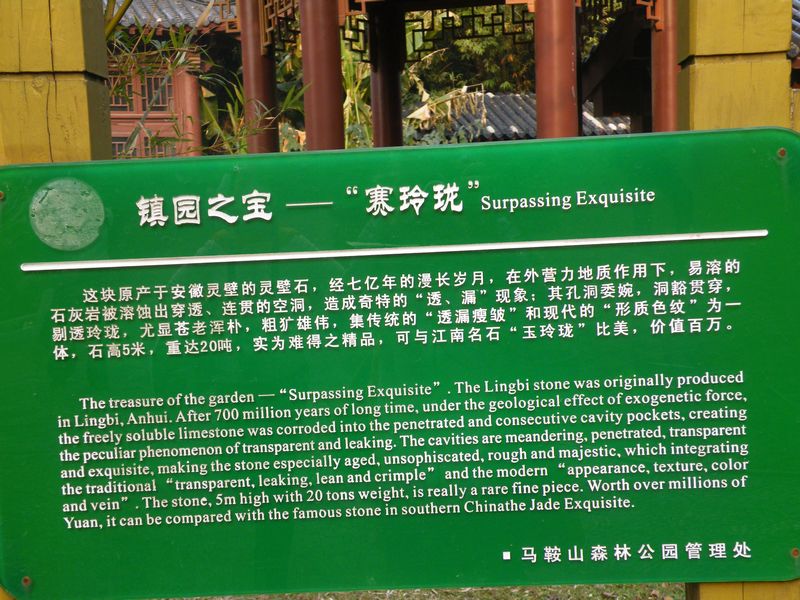 镇园之宝 —— “赛玲珑” Surpassing Exquisite
这块原产于安徽灵壁的灵壁石，经七亿年的漫长岁月，在外营力地质作用下，易溶的
石灰岩被溶蚀出穿透、连贯的空洞，造成奇特的“透、漏”现象；其孔洞委婉，洞豁贯穿，
剔透玲珑，尤显苍老浑朴，粗犷雄伟，集传统的“透漏瘦皱”和现代的“形质色纹”为一
体，石高5米，重达20吨，实为难得之精品，可与江南名石“玉玲珑”比美，价值百万。
The treasure of the garden — “Surpassing Exquisite” . The Lingbi stone was originally produced
in Lingbi, Anhui. After 700 million years of long time, under the geological effect of exogenetic force,
the freely soluble limestone was corroded into the penetrated and consecutive cavity pockets, creating
the peculiar phenomenon of transparent and leaking. The cavities are meandering, penetrated, transparent
and exquisite, making the stone especially aged, unsophiscated, rough and majestic, which integrating
the traditional “transparent, leaking, lean and crimple” and the modern “appearance, texture, color
and vein” . The stone, 5m high with 20 tons weight, is really a rare fine piece. Worth over millions of
Yuan, it can be compared with the famous stone in southern Chinathe Jade Exquisite.
■ 马鞍山森林公园管理处